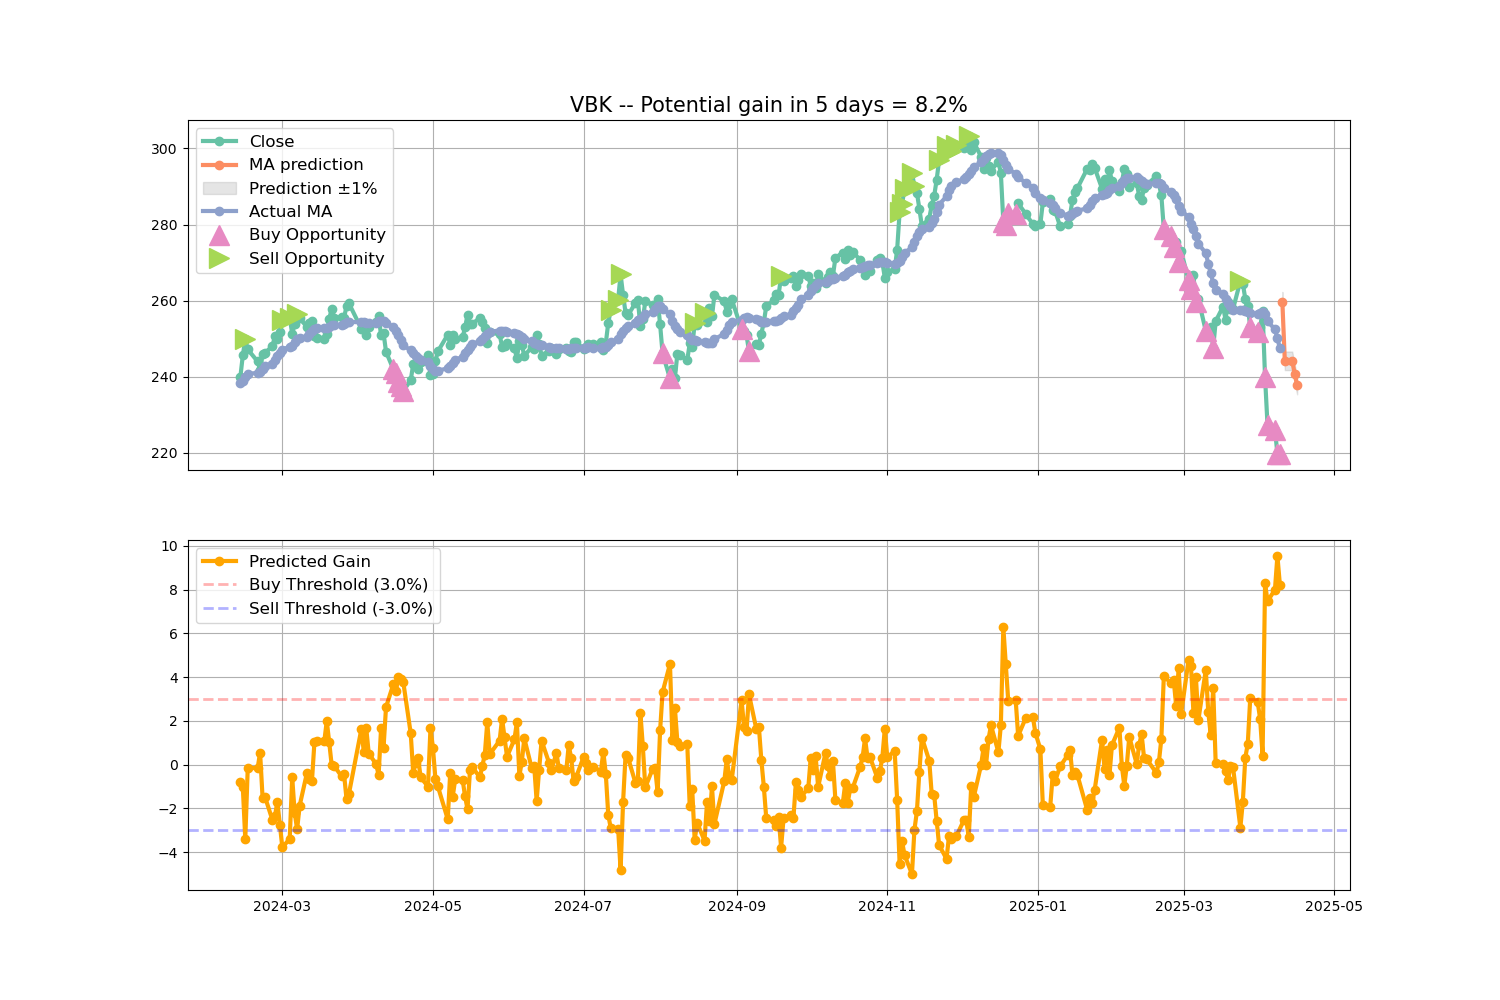 VBK -- Potential gain in 5 days = 8.2%
Close
MA prediction
Prediction ±1%
Actual MA
Buy Opportunity
Sell Opportunity
300
280
260
240
220
Predicted Gain
Buy Threshold (3.0%)
Sell Threshold (-3.0%)
10
8
6
4
2
0
−2
−4
2024-03
2024-05
2024-07
2024-09
2024-11
2025-01
2025-03
2025-05